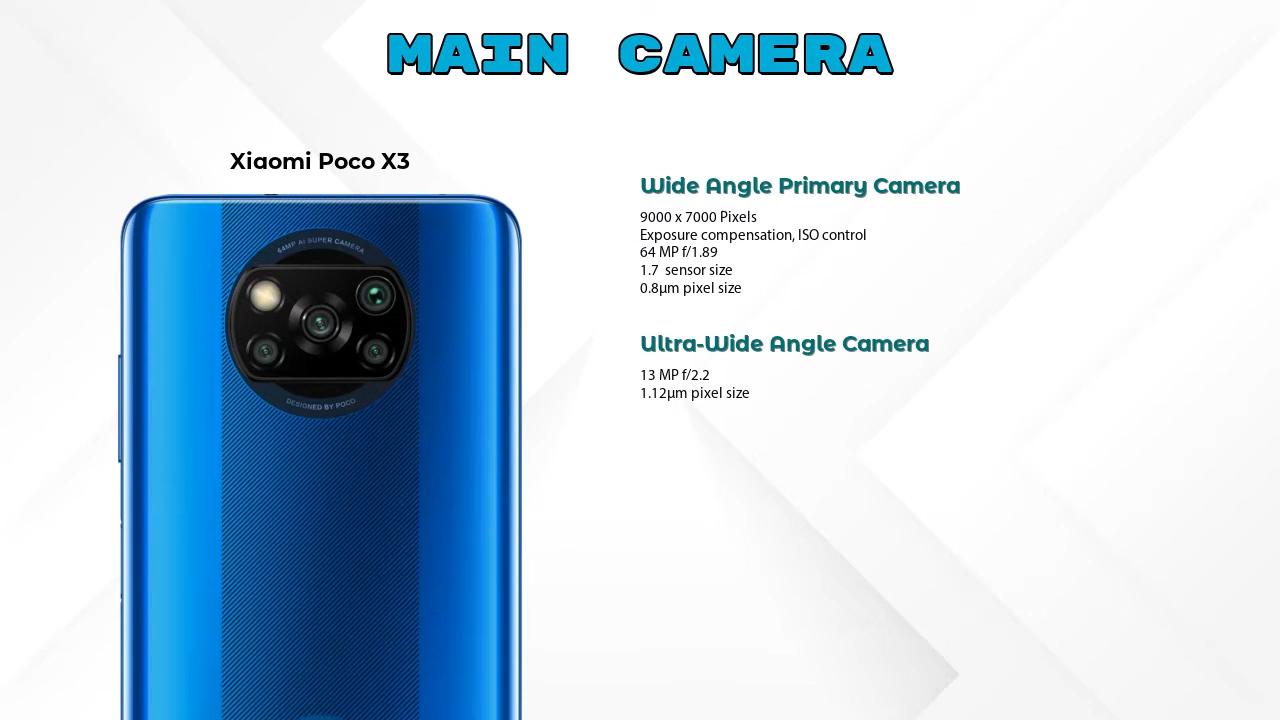 MAIN CAMERA
Xiaomi Poco X3
64MP AI SUPER CAMERA
DESIGNED BY POCO
Wide Angle Primary Camera
9000 x 7000 Pixels
Exposure compensation, ISO control
64 MP f/1.89
1.7  sensor size
0.8µm pixel size
Ultra-Wide Angle Camera
13 MP f/2.2
1.12µm pixel size